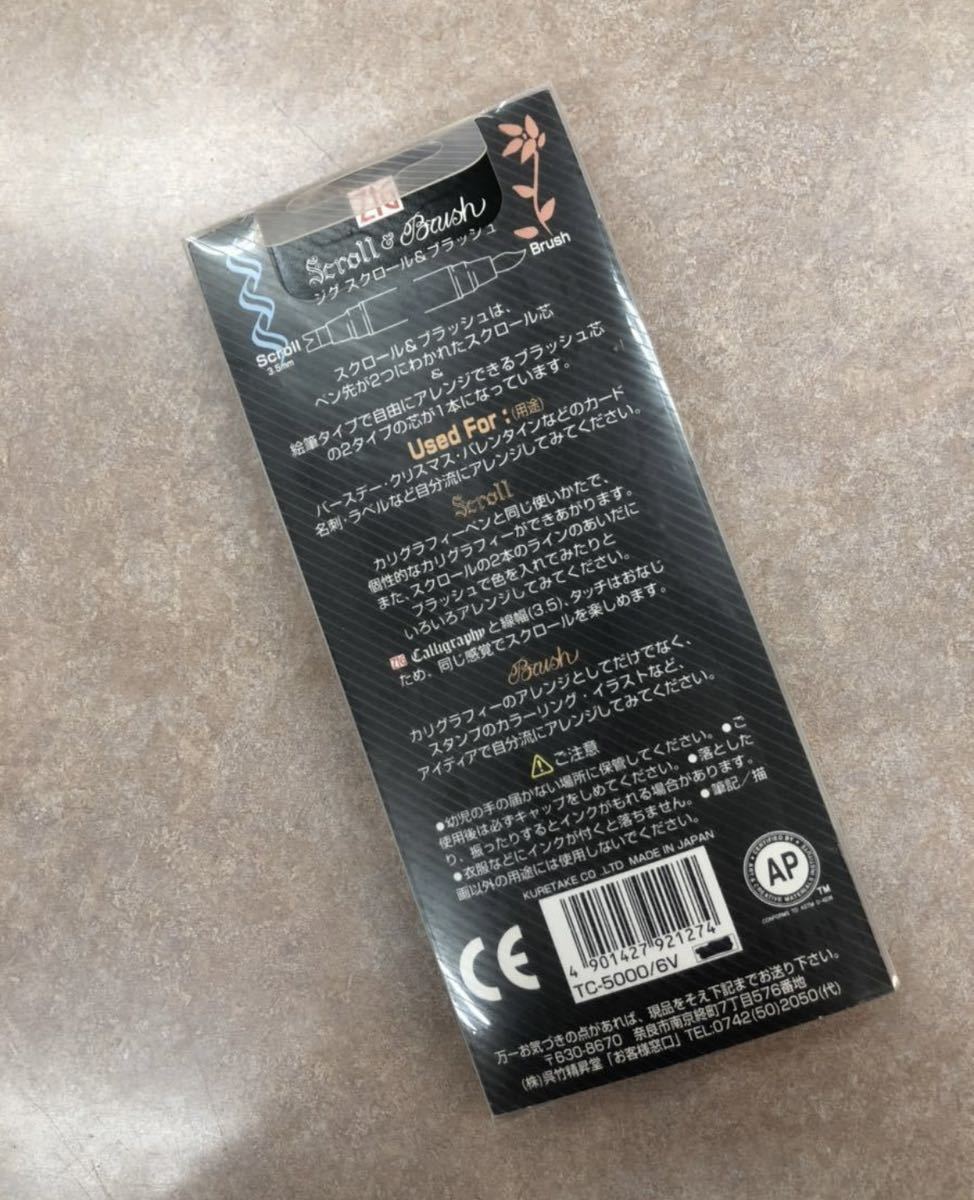 ZIG
Scroll & Brush
ジグ スクロール&ブラッシュ
Brush
Scroll
3.5mm
スクロール&ブラッシュは、
ペン先が2つにわかれたスクロール芯
&
絵筆タイプで自由にアレンジできるブラッシュ芯
の2タイプの芯が1本になっています。
Used For:(用途)
バースデー・クリスマス・バレンタインなどのカード
名刺・ラベルなど自分流にアレンジしてみてください。
Scroll
カリグラフィーペンと同じ使いかたで、
個性的なカリグラフィーができあがります。
また、スクロールの2本のラインのあいだに
ブラッシュで色を入れてみたりと
いろいろアレンジしてみてください。
ZIG Calligraphyと線幅(3.5)、タッチはおなじ
ため、同じ感覚でスクロールを楽しめます。
Brush
カリグラフィーのアレンジとしてだけでなく、
スタンプのカラーリング・イラストなど、
アイディアで自分流にアレンジしてみてください。
ご注意
●幼児の手の届かない場所に保管してください。●ご
使用後は必ずキャップをしめてください。●落とした
り、振ったりするとインクがもれる場合があります。
●衣服などにインクが付くと落ちません。●筆記/描
画以外の用途には使用しないでください。
KURETAKE CO.,LTD MADE IN JAPAN
4 901427 921274
TC-5000/6V
CE
AP
TM
CERTIFIED BY
ART & CREATIVE MATERIALS
CONFORMS TO ASTM D-4236
万一お気づきの点があれば、現品をそえ下記までお送り下さい。
〒630-8670 奈良市南京終町7丁目576番地
(株)呉竹精昇堂「お客様窓口」TEL:0742(50)2050(代)